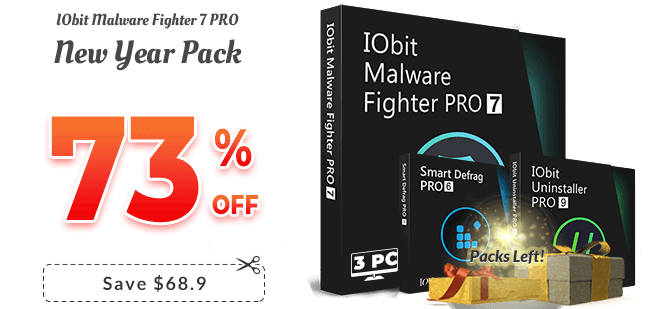 IObit Malware Fighter 7 PRO
New Year Pack
73%
OFF
Save $68.9
IObit Malware Fighter PRO 7
IObit
Malware
Fighter PRO 7
3 PC
Smart Defrag PRO 6
Smart Defrag
PRO 6
IObit Uninstaller PRO 9
IObit
Uninstaller
PRO 9
Packs Left!